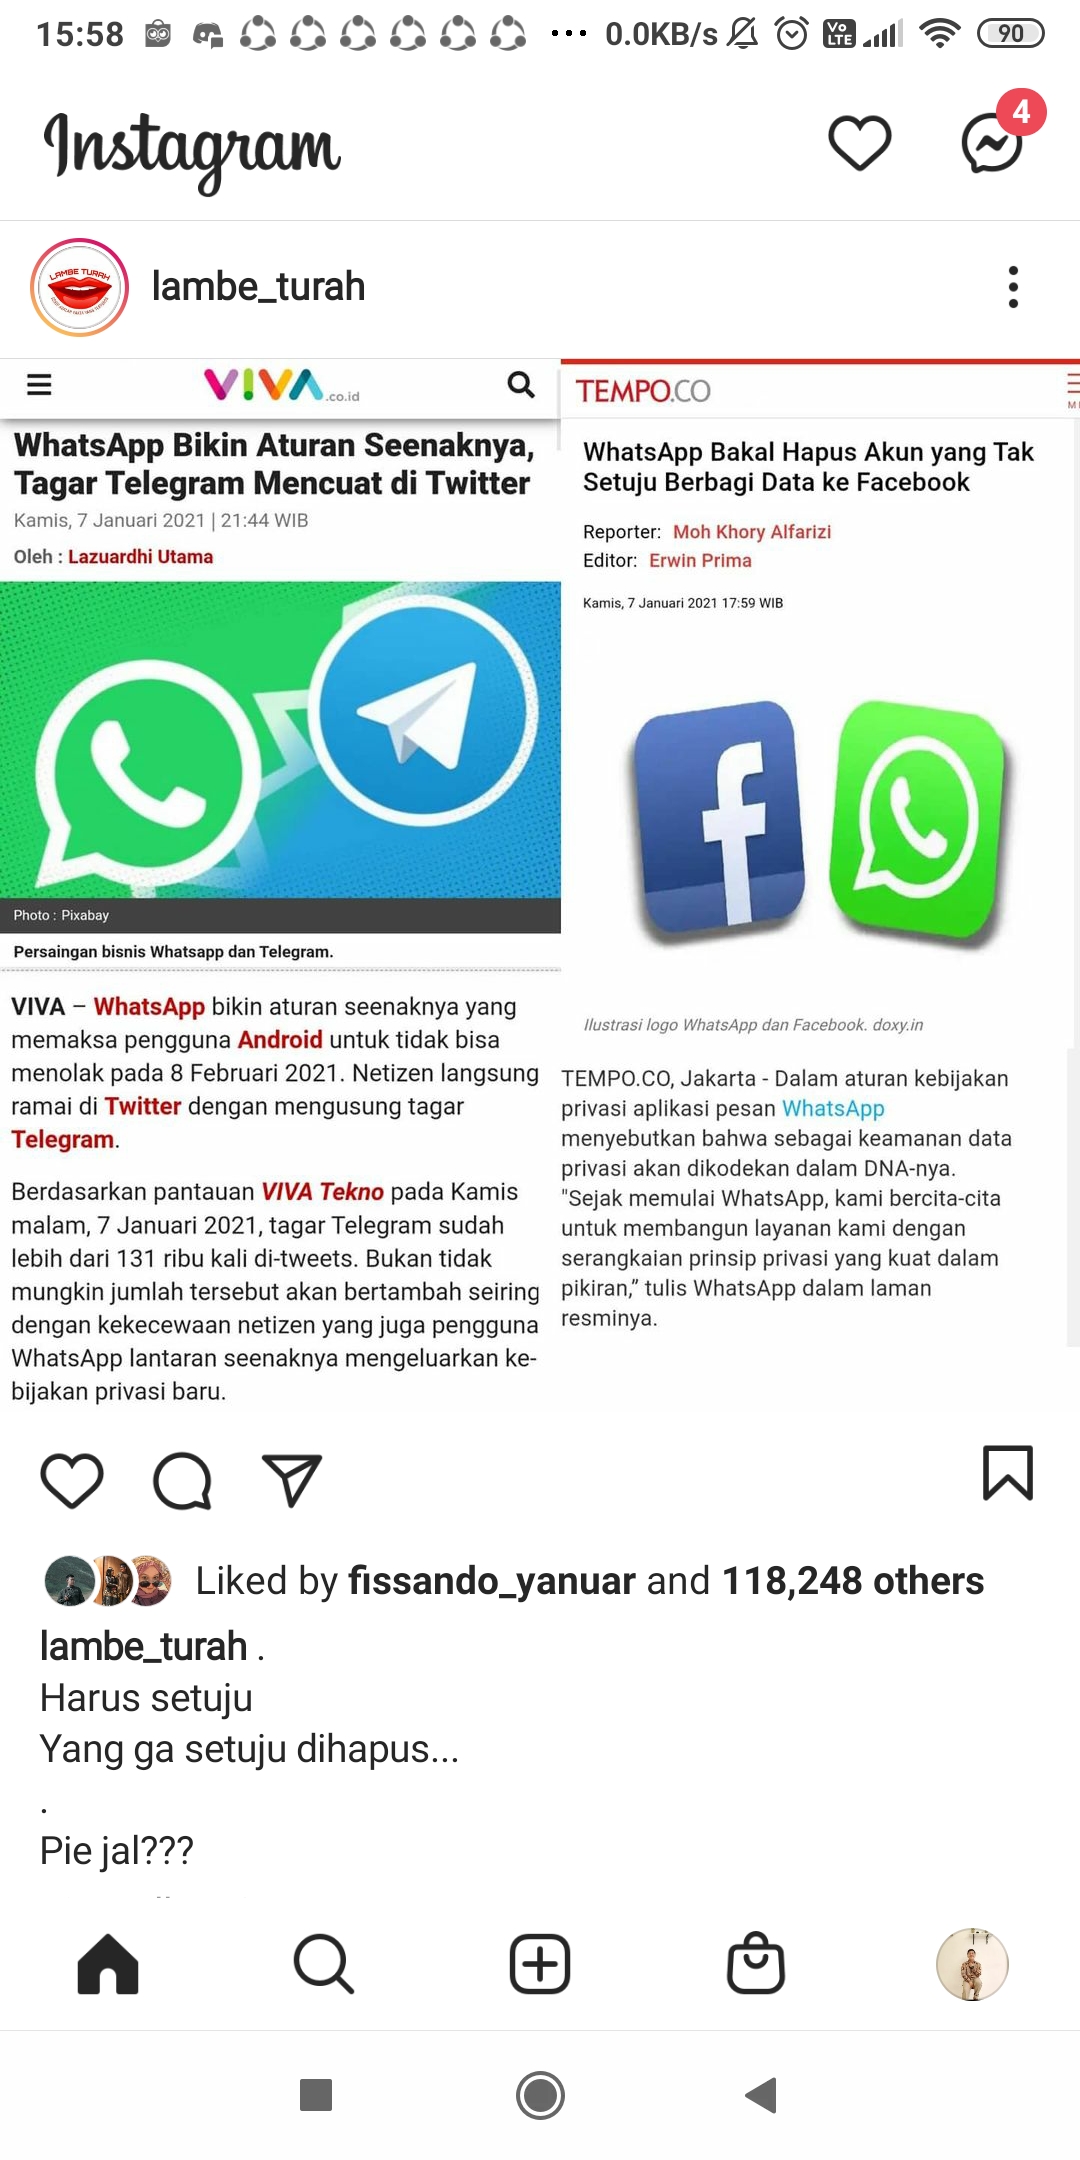 15:58
0.0KB/s
Vo
LTE
90
Instagram
4
LAMBE TURAH
lambe_turah
VIVA.co.id
WhatsApp Bikin Aturan Seenaknya,
Tagar Telegram Mencuat di Twitter
Kamis, 7 Januari 2021 | 21:44 WIB
Oleh : Lazuardhi Utama
Photo : Pixabay
Persaingan bisnis Whatsapp dan Telegram.
VIVA – WhatsApp bikin aturan seenaknya yang
memaksa pengguna Android untuk tidak bisa
menolak pada 8 Februari 2021. Netizen langsung
ramai di Twitter dengan mengusung tagar
Telegram.
Berdasarkan pantauan VIVA Tekno pada Kamis
malam, 7 Januari 2021, tagar Telegram sudah
lebih dari 131 ribu kali di-tweets. Bukan tidak
mungkin jumlah tersebut akan bertambah seiring
dengan kekecewaan netizen yang juga pengguna
WhatsApp lantaran seenaknya mengeluarkan ke-
bijakan privasi baru.
TEMPO.CO
WhatsApp Bakal Hapus Akun yang Tak
Setuju Berbagi Data ke Facebook
Reporter: Moh Khory Alfarizi
Editor: Erwin Prima
Kamis, 7 Januari 2021 17:59 WIB
f
Ilustrasi logo WhatsApp dan Facebook. doxy.in
TEMPO.CO, Jakarta - Dalam aturan kebijakan
privasi aplikasi pesan WhatsApp
menyebutkan bahwa sebagai keamanan data
privasi akan dikodekan dalam DNA-nya.
"Sejak memulai WhatsApp, kami bercita-cita
untuk membangun layanan kami dengan
serangkaian prinsip privasi yang kuat dalam
pikiran,” tulis WhatsApp dalam laman
resminya.
Liked by fissando_yanuar and 118,248 others
lambe_turah .
Harus setuju
Yang ga setuju dihapus...
.
Pie jal???